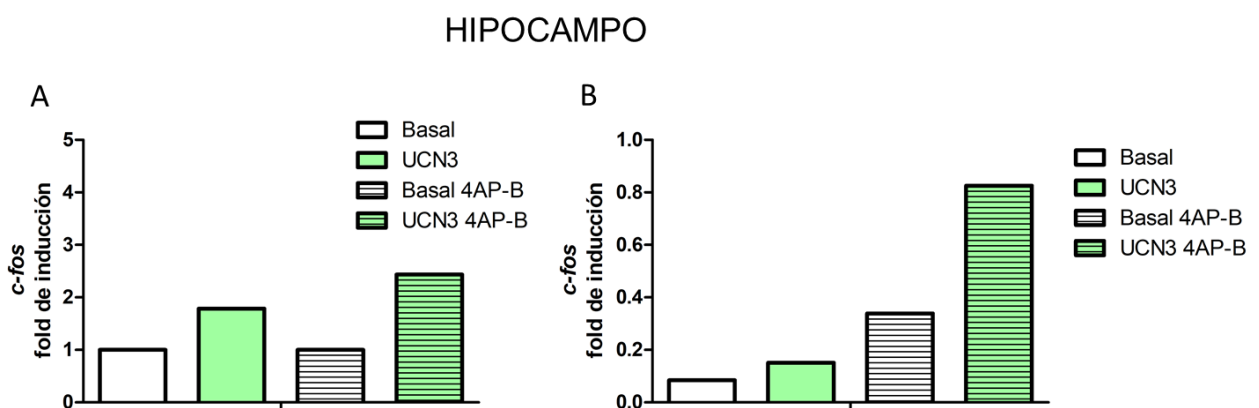 HIPOCAMPO
A
c-fos
fold de inducción
5
4
3
2
1
0
Basal
UCN3
Basal 4AP-B
UCN3 4AP-B
B
c-fos
fold de inducción
1.0
0.8
0.6
0.4
0.2
0.0
Basal
UCN3
Basal 4AP-B
UCN3 4AP-B